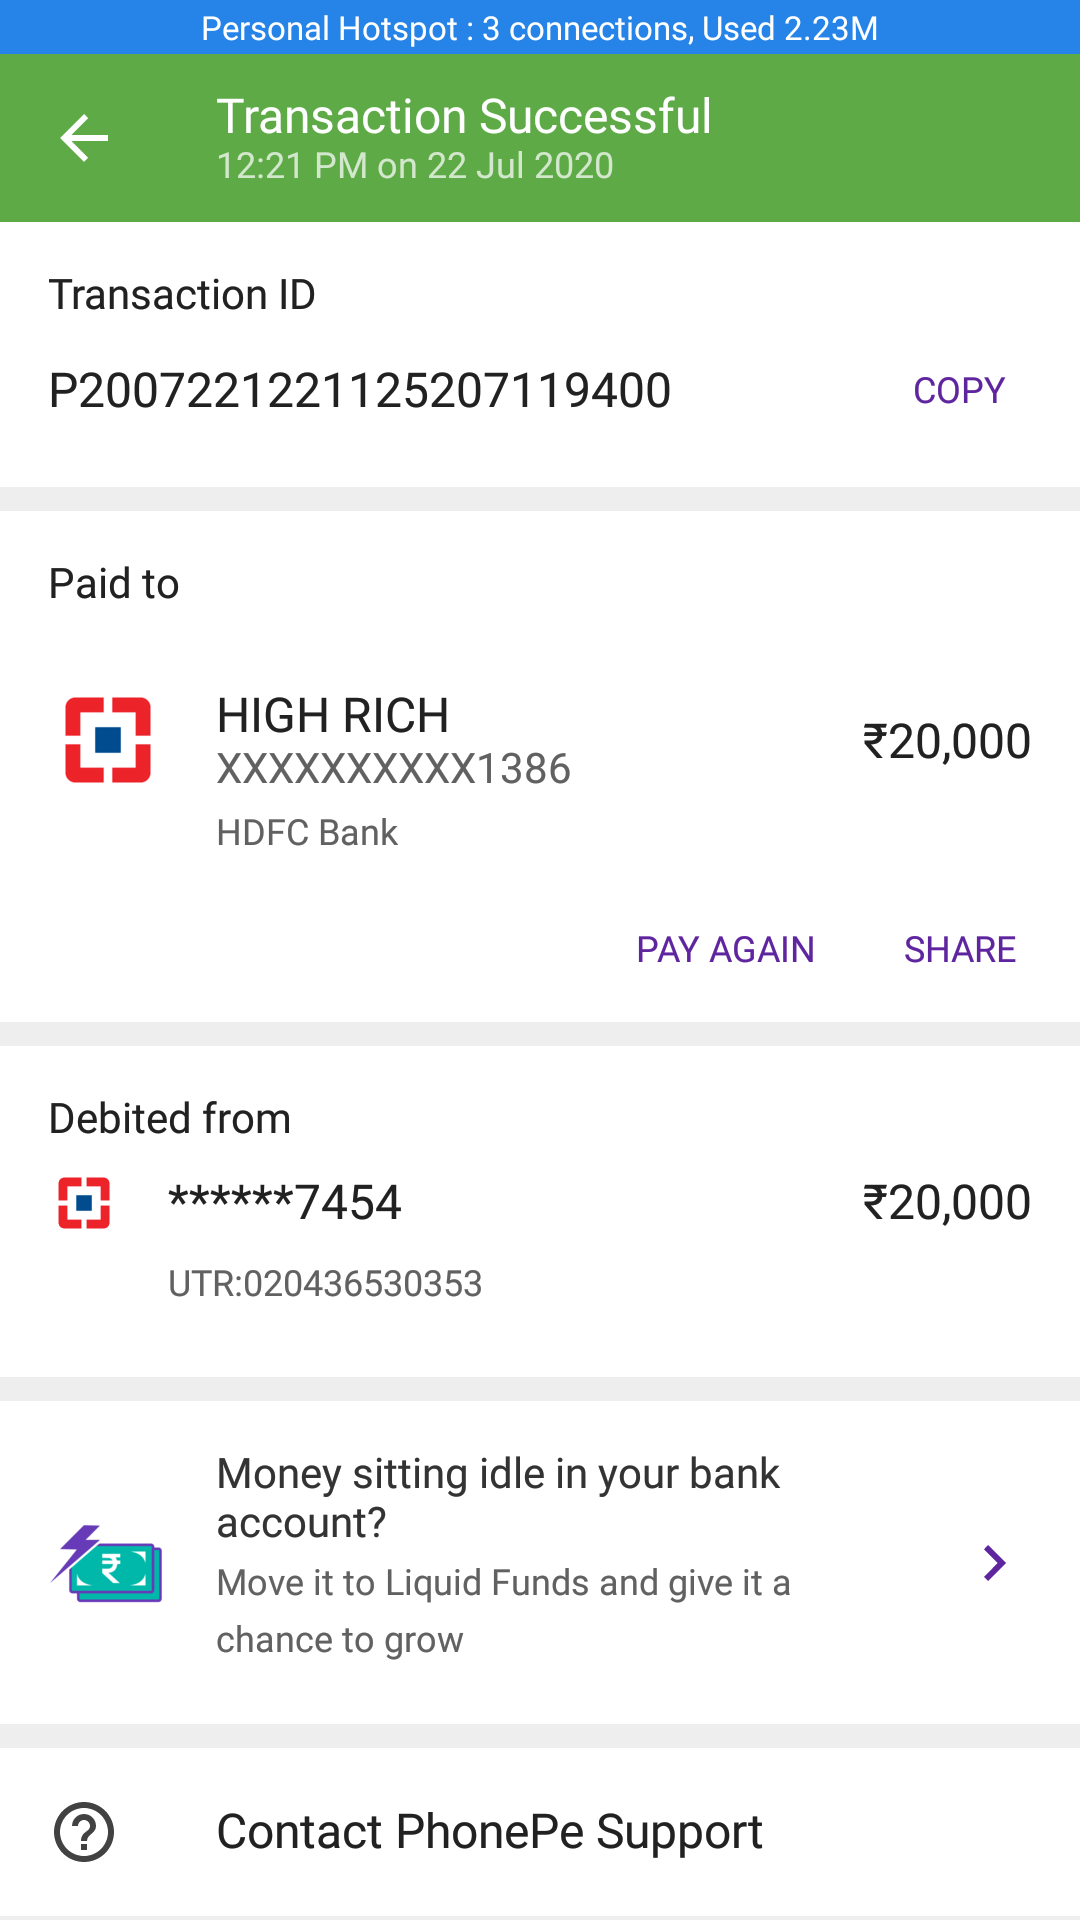 Personal Hotspot : 3 connections, Used 2.23M
Transaction Successful
12:21 PM on 22 Jul 2020
Transaction ID
P2007221221125207119400
COPY
Paid to
HIGH RICH
₹20,000
XXXXXXXXXX1386
HDFC Bank
PAY AGAIN
SHARE
Debited from
******7454
₹20,000
UTR:020436530353
Money sitting idle in your bank
account?
Move it to Liquid Funds and give it a
chance to grow
Contact PhonePe Support